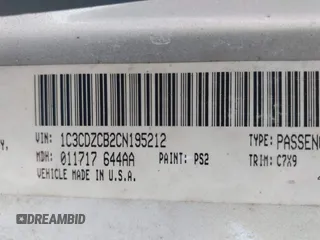 VIN: 1C3CDZCB2CN195212 TYPE: PASSENG
MDH: 011717 644AA PAINT: PS2 TRIM: C7X9
VEHICLE MADE IN U.S.A.
DREAMBID